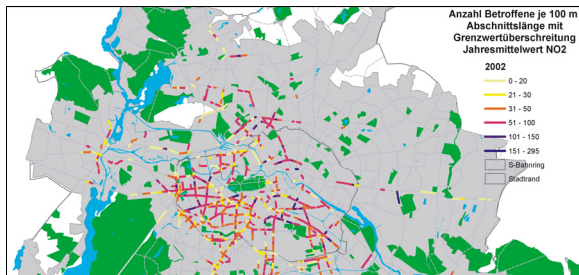 Anzahl Betroffene je 100 m
Abschnittslänge mit
Grenzwertüberschreitung
Jahresmittelwert NO2
2002
0 - 20
21 - 30
31 - 50
51 - 100
101 - 150
151 - 295
S-Bahnring
Stadtrand